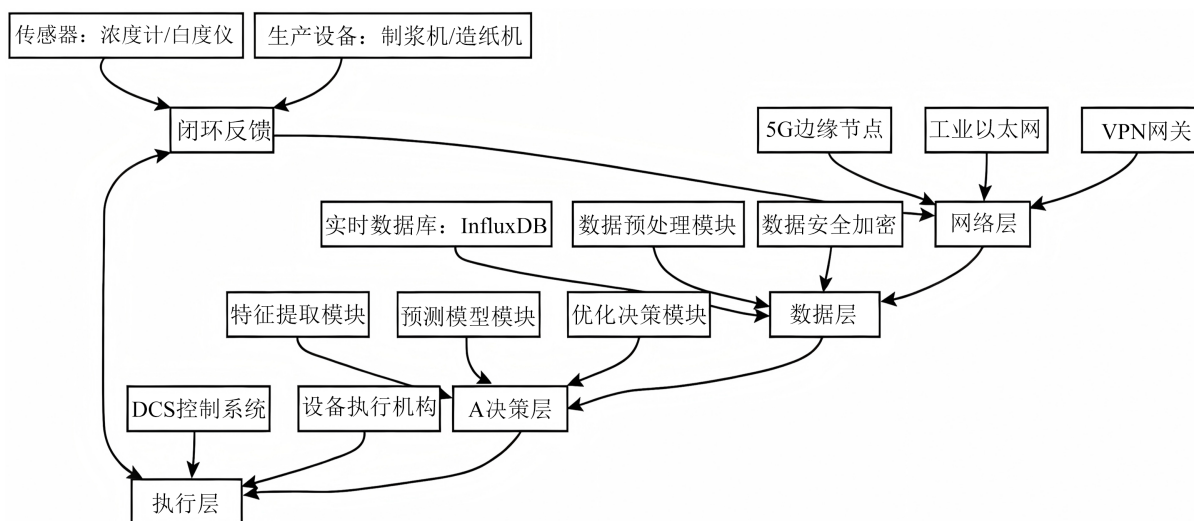 传感器：浓度计/白度仪
生产设备：制浆机/造纸机
闭环反馈
5G边缘节点
工业以太网
VPN网关
实时数据库：InfluxDB
数据预处理模块
数据安全加密
网络层
特征提取模块
预测模型模块
优化决策模块
数据层
DCS控制系统
设备执行机构
A决策层
执行层